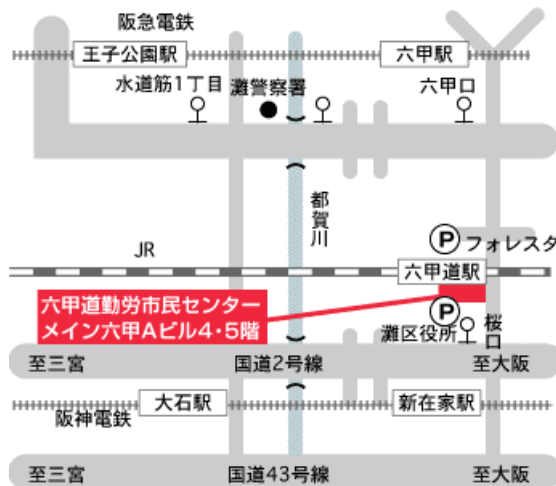 阪急電鉄
王子公園駅
六甲駅
水道筋1丁目
灘警察署
六甲口
都賀川
P
フォレスタ
JR
六甲道駅
六甲道勤労市民センター
メイン六甲Aビル4・5階
P
灘区役所
桜口
至三宮
国道2号線
至大阪
大石駅
新在家駅
阪神電鉄
至三宮
国道43号線
至大阪